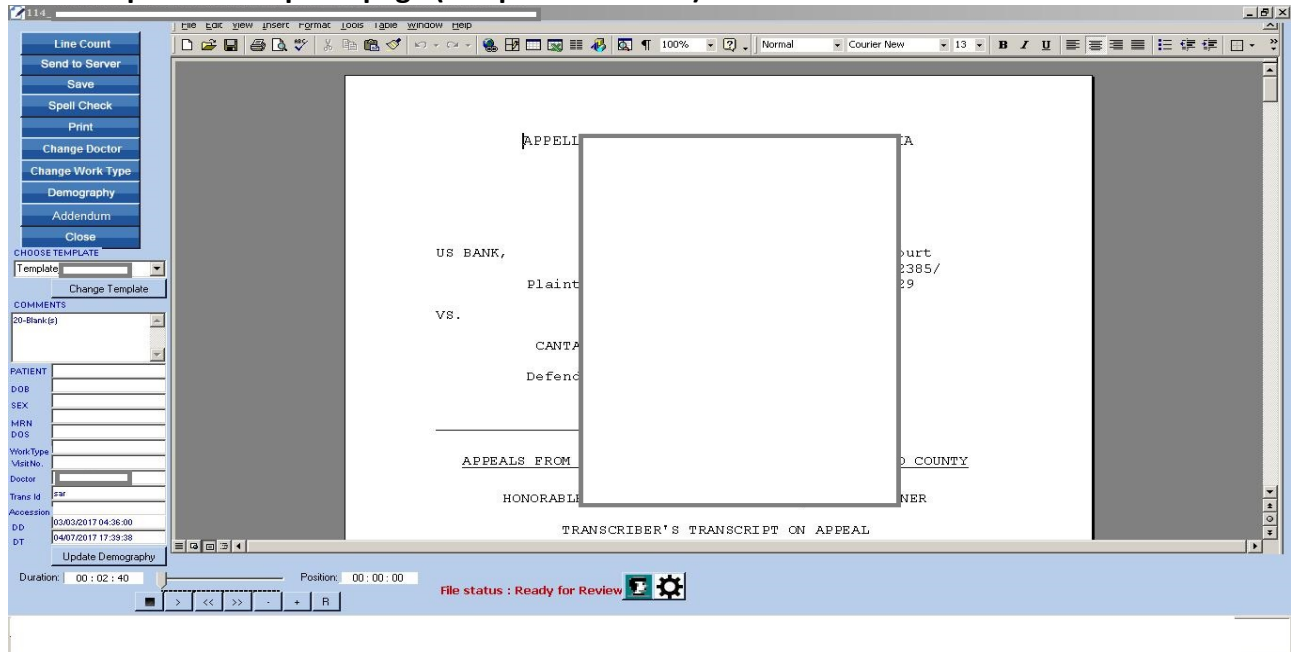 114_
File Edit View Insert Format Tools Table Window Help
100% Normal Courier New 13 B I U
Line Count
Send to Server
Save
Spell Check
Print
Change Doctor
Change Work Type
Demography
Addendum
Close
CHOOSE TEMPLATE
Template
Change Template
COMMENTS
20-Blank(s)
PATIENT
DOB
SEX
MRN
DOS
WorkType
VisitNo.
Doctor
Trans Id sar
Accession
DD 03/03/2017 04:36:00
DT 04/07/2017 17:39:38
Update Demography
APPELL IA
US BANK, ourt
2385/
Plaint 29
VS.
CANTA
Defend
APPEALS FROM O COUNTY
HONORABLE NER
TRANSCRIBER'S TRANSCRIPT ON APPEAL
Duration: 00 : 02 : 40 Position: 00 : 00 : 00
> << >> - + R
File status : Ready for Review